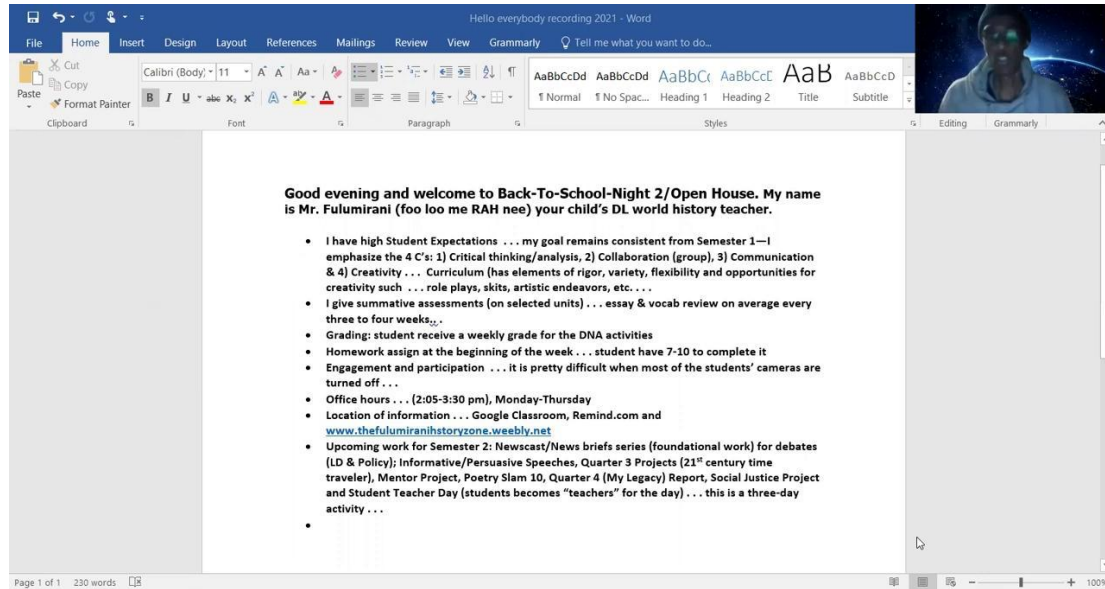 Hello everybody recording 2021 - Word
File Home Insert Design Layout References Mailings Review View Grammarly Tell me what you want to do...
Cut
Copy
Format Painter
Paste
Calibri (Body) 11 A A Aa
B I U abc X₂ X² A A
AaBbCcDd AaBbCcDd AaBbCc AaBbCcE AaB AaBbCcD
¶ Normal ¶ No Spac... Heading 1 Heading 2 Title Subtitle
Clipboard Font Paragraph Styles Editing Grammarly
Good evening and welcome to Back-To-School-Night 2/Open House. My name
is Mr. Fulumirani (foo loo me RAH nee) your child's DL world history teacher.
• I have high Student Expectations . . . my goal remains consistent from Semester 1—I
emphasize the 4 C's: 1) Critical thinking/analysis, 2) Collaboration (group), 3) Communication
& 4) Creativity . . . Curriculum (has elements of rigor, variety, flexibility and opportunities for
creativity such . . . role plays, skits, artistic endeavors, etc. . . .
• I give summative assessments (on selected units) . . . essay & vocab review on average every
three to four weeks.. .
• Grading: student receive a weekly grade for the DNA activities
• Homework assign at the beginning of the week . . . student have 7-10 to complete it
• Engagement and participation . . . it is pretty difficult when most of the students' cameras are
turned off . . .
• Office hours . . . (2:05-3:30 pm), Monday-Thursday
• Location of information . . . Google Classroom, Remind.com and
www.thefulumiranihstoryzone.weebly.net
• Upcoming work for Semester 2: Newscast/News briefs series (foundational work) for debates
(LD & Policy); Informative/Persuasive Speeches, Quarter 3 Projects (21st century time
traveler), Mentor Project, Poetry Slam 10, Quarter 4 (My Legacy) Report, Social Justice Project
and Student Teacher Day (students becomes "teachers" for the day) . . . this is a three-day
activity . . .
•
Page 1 of 1 230 words 100%